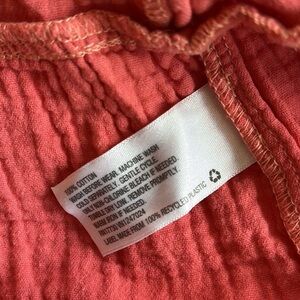 100% COTTON
WASH BEFORE WEAR. MACHINE WASH
COLD SEPARATELY, GENTLE CYCLE.
ONLY NON-CHLORINE BLEACH IF NEEDED.
TUMBLE DRY LOW. REMOVE PROMPTLY.
WARM IRON IF NEEDED.
LABEL MADE FROM 100% RECYCLED PLASTIC